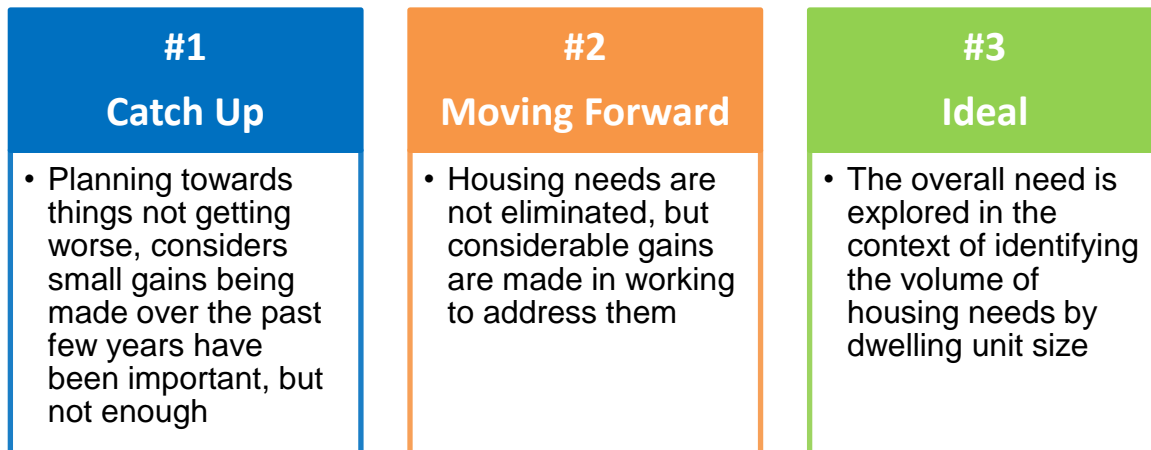 #1
Catch Up
• Planning towards
things not getting
worse, considers
small gains being
made over the past
few years have
been important, but
not enough
#2
Moving Forward
• Housing needs are
not eliminated, but
considerable gains
are made in working
to address them
#3
Ideal
• The overall need is
explored in the
context of identifying
the volume of
housing needs by
dwelling unit size